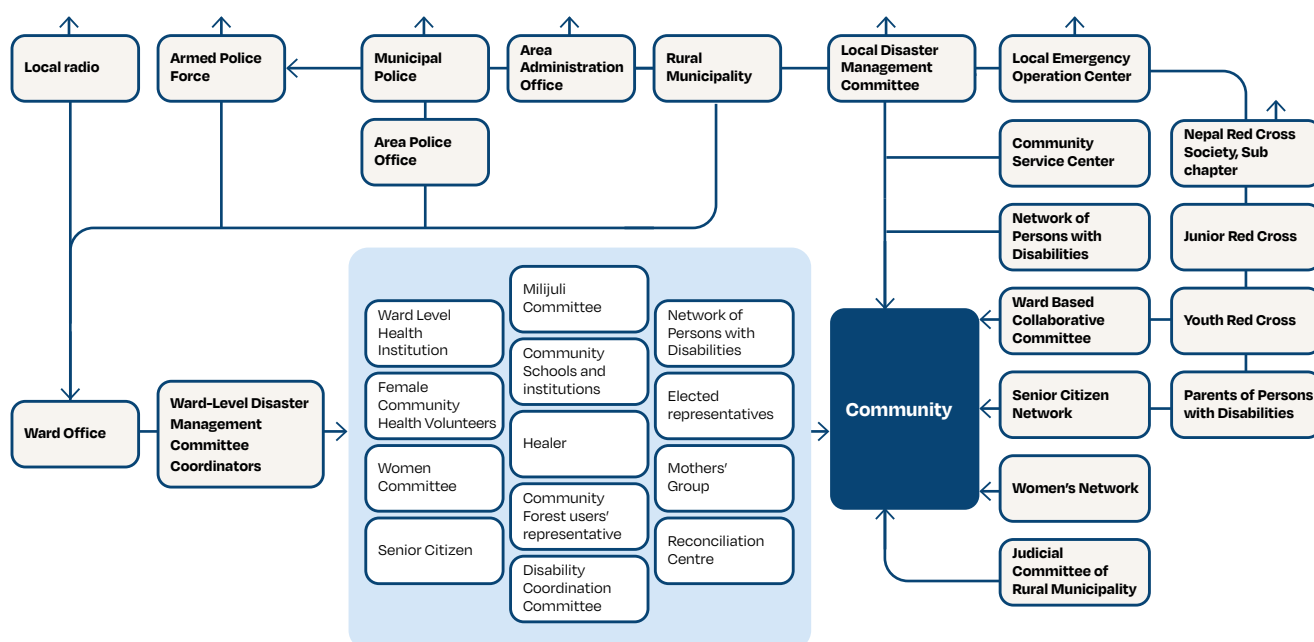 Local radio
Armed Police
Force
Municipal
Police
Area
Administration
Office
Rural
Municipality
Local Disaster
Management
Committee
Local Emergency
Operation Center
Area Police
Office
Community
Service Center
Nepal Red Cross
Society, Sub
chapter
Network of
Persons with
Disabilities
Junior Red Cross
Ward Based
Collaborative
Committee
Youth Red Cross
Senior Citizen
Network
Parents of Persons
with Disabilities
Women's Network
Judicial
Committee of
Rural Municipality
Community
Ward Office
Ward-Level Disaster
Management
Committee
Coordinators
Ward Level
Health
Institution
Female
Community
Health Volunteers
Women
Committee
Senior Citizen
Milijuli
Committee
Community
Schools and
institutions
Healer
Community
Forest users'
representative
Disability
Coordination
Committee
Network of
Persons with
Disabilities
Elected
representatives
Mothers'
Group
Reconciliation
Centre